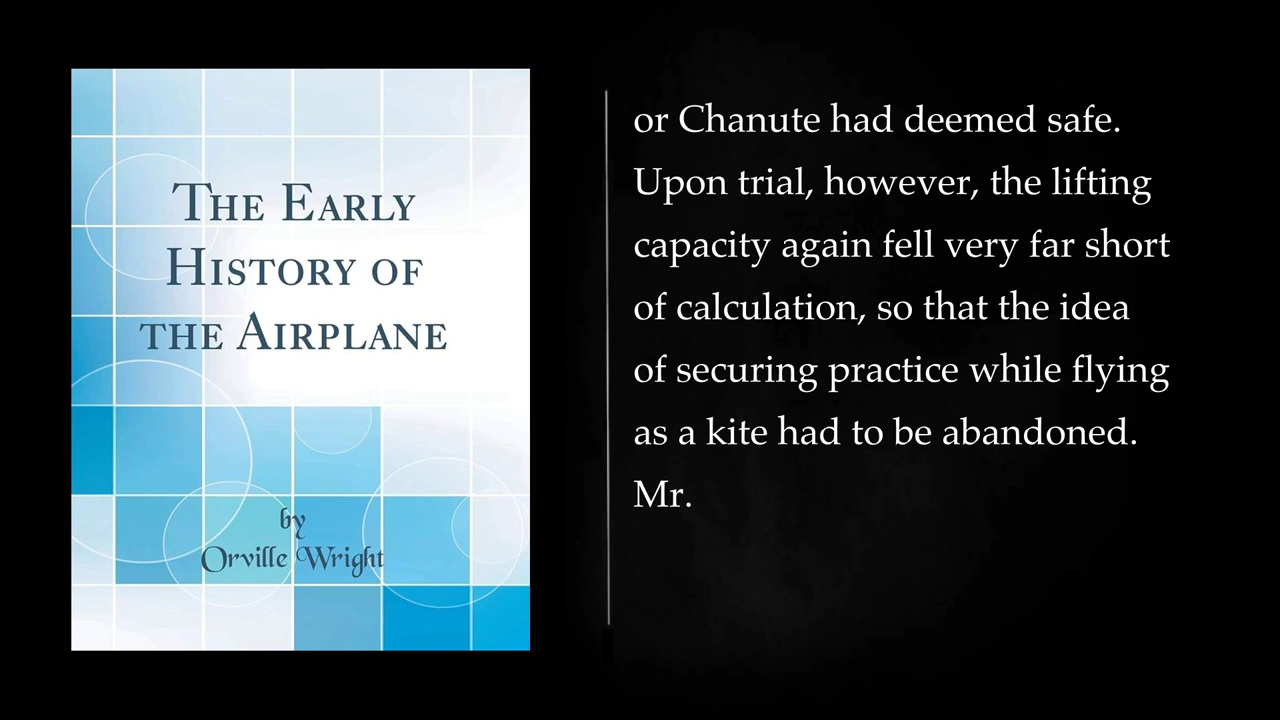 The Early
History of
the Airplane
by
Orville Wright
or Chanute had deemed safe.
Upon trial, however, the lifting
capacity again fell very far short
of calculation, so that the idea
of securing practice while flying
as a kite had to be abandoned.
Mr.